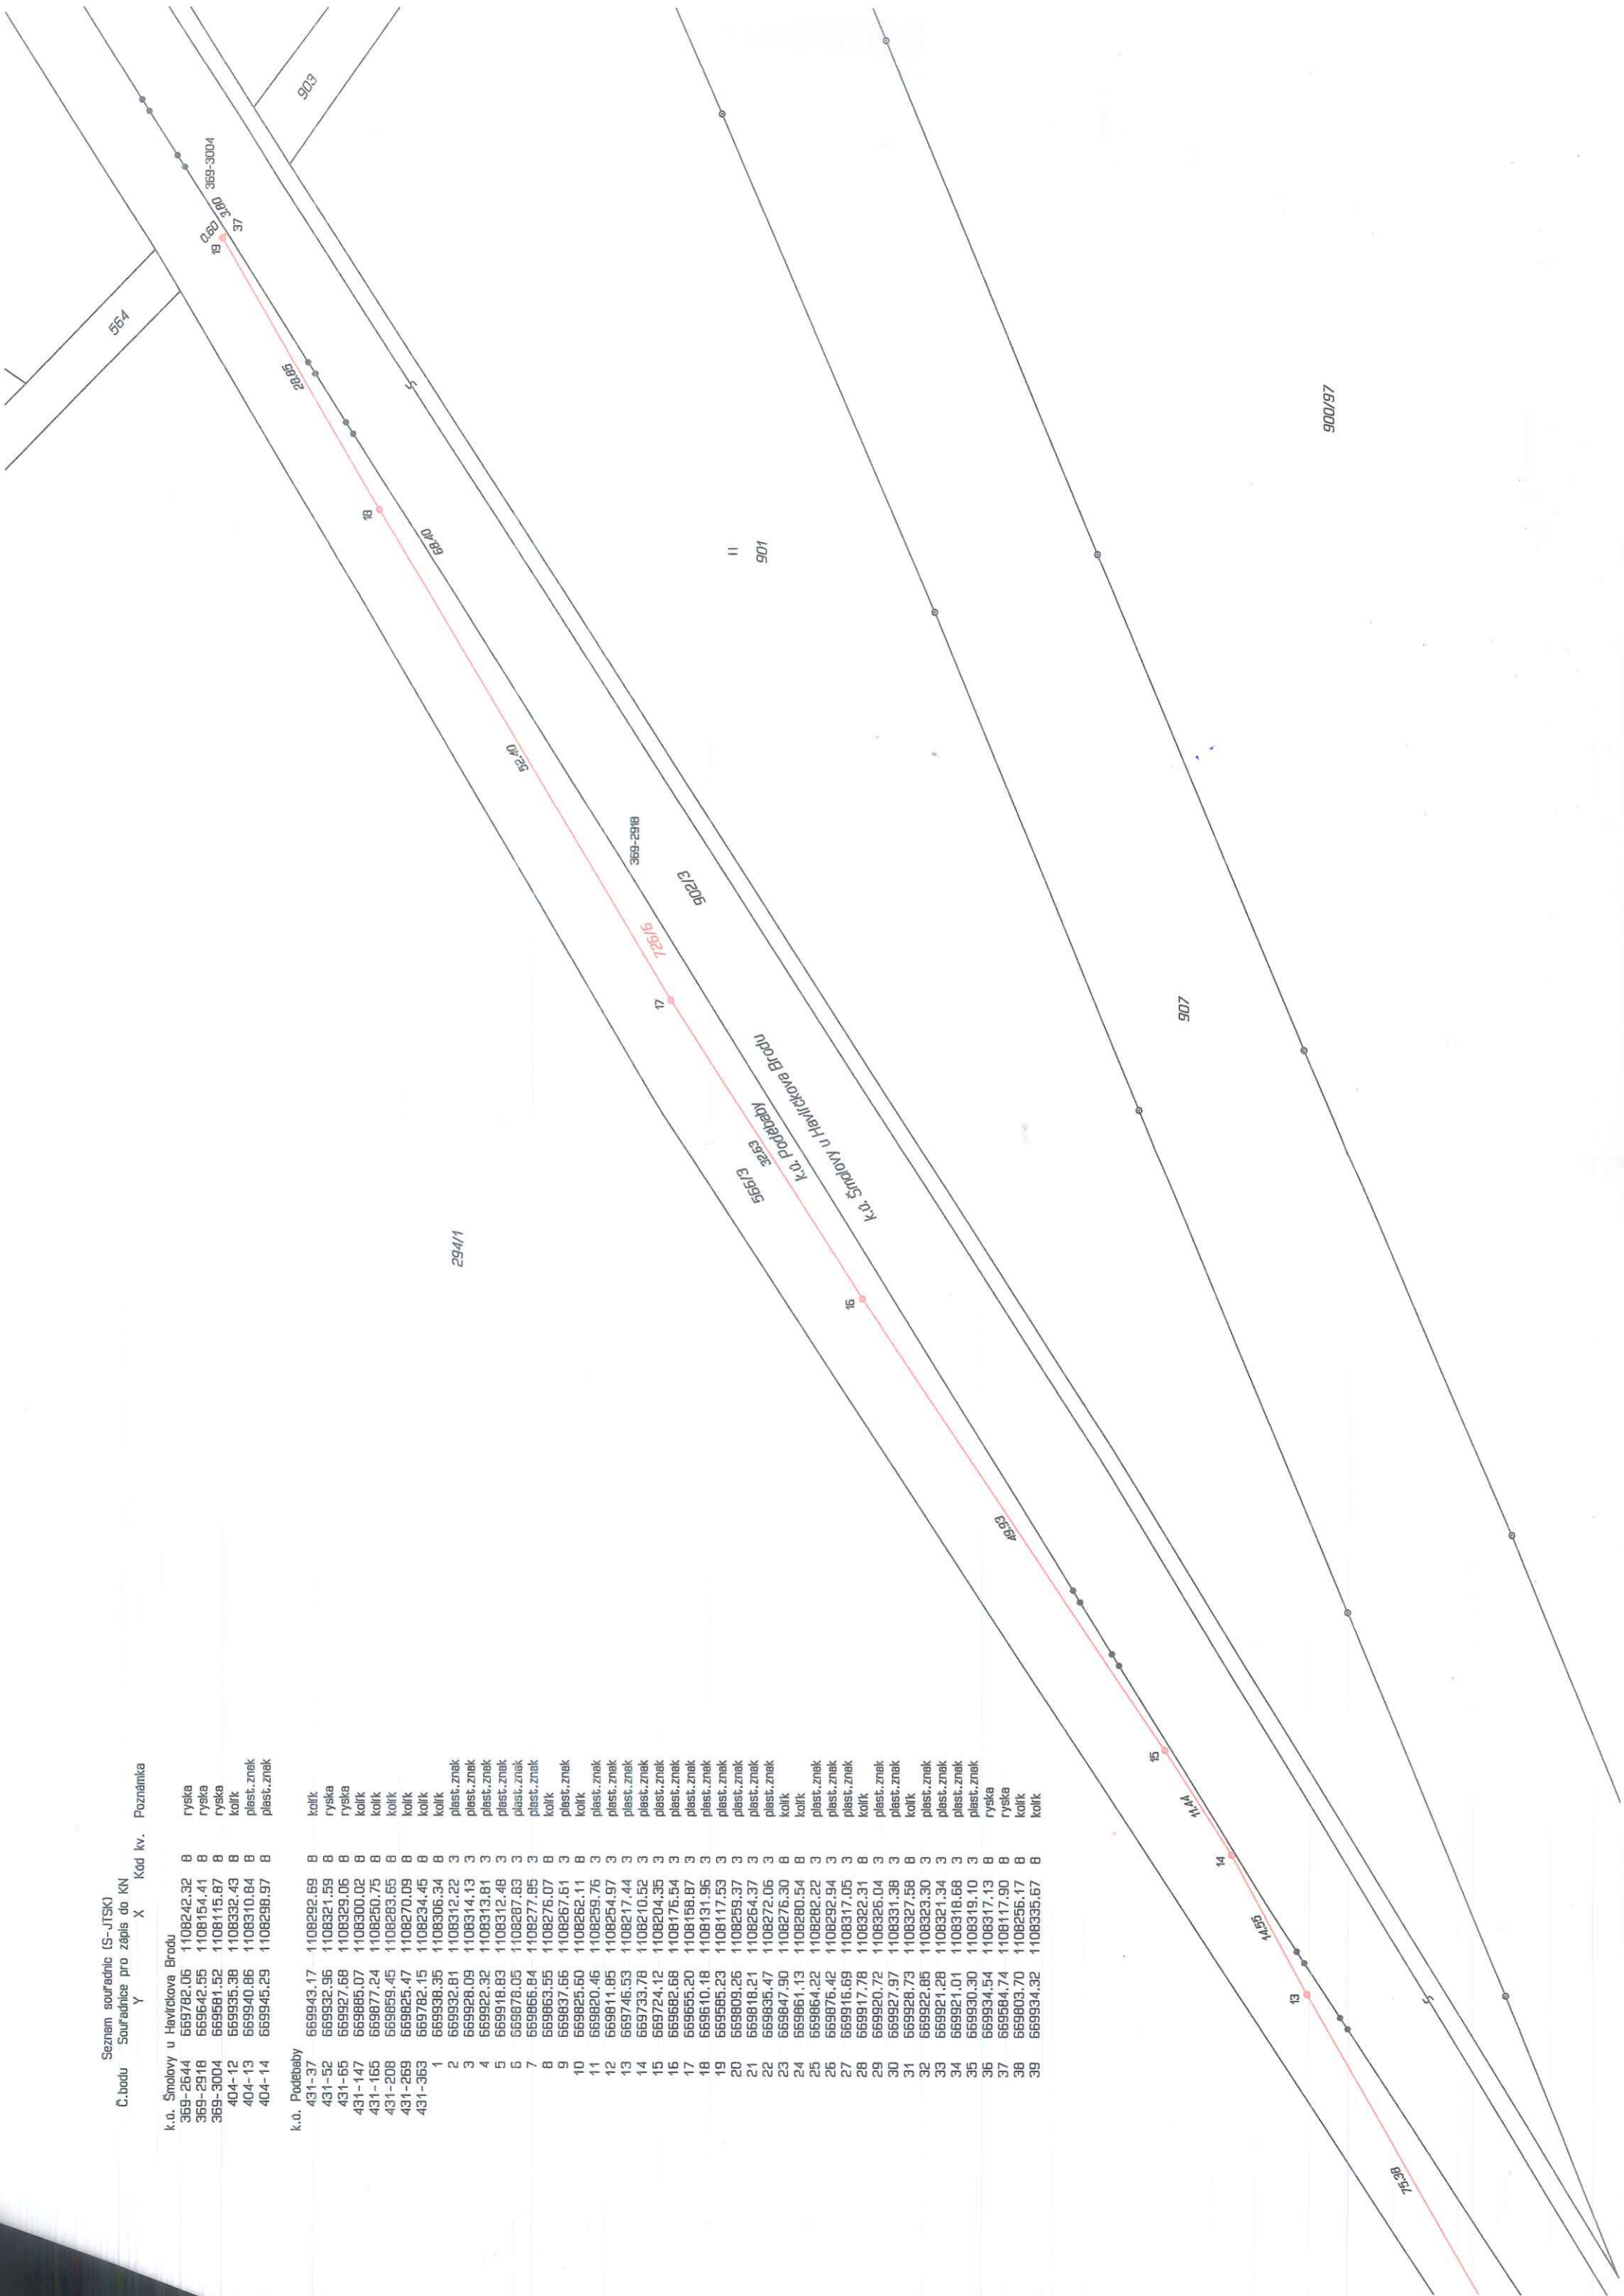 Seznam souřadnic (S-JTSK)
Č.bodu Souřadnice pro zápis do KN
Y X Kód kv. Poznámka
k.ú. Šmolovy u Havlíčkova Brodu
369-2644 669782.06 1108242.32 8 ryska
369-2918 669642.55 1108154.41 8 ryska
369-3004 669581.52 1108115.87 8 ryska
404-12 669935.38 1108332.43 8 kolík
404-13 669940.86 1108310.84 8 plast.znak
404-14 669945.29 1108298.97 8 plast.znak
k.ú. Poděbaby
431-37 669943.17 1108292.69 8 kolík
431-52 669932.96 1108321.59 8 ryska
431-65 669927.68 1108329.06 8 ryska
431-147 669885.07 1108300.02 8 kolík
431-165 669877.24 1108250.75 8 kolík
431-208 669859.45 1108283.65 8 kolík
431-269 669825.47 1108270.09 8 kolík
431-363 669782.15 1108234.45 8 kolík
1 669938.35 1108306.34 8 kolík
2 669932.81 1108312.22 3 plast.znak
3 669928.09 1108314.13 3 plast.znak
4 669922.32 1108313.81 3 plast.znak
5 669918.83 1108312.48 3 plast.znak
6 669878.05 1108287.83 3 plast.znak
7 669866.84 1108277.85 3 plast.znak
8 669863.55 1108276.07 8 kolík
9 669837.66 1108267.61 3 plast.znak
10 669825.60 1108262.11 8 kolík
11 669820.46 1108259.76 3 plast.znak
12 669811.85 1108254.97 3 plast.znak
13 669746.53 1108217.44 3 plast.znak
14 669733.78 1108210.52 3 plast.znak
15 669724.12 1108204.35 3 plast.znak
16 669682.68 1108176.54 3 plast.znak
17 669655.20 1108158.87 3 plast.znak
18 669610.18 1108131.96 3 plast.znak
19 669585.23 1108117.53 3 plast.znak
20 669809.26 1108259.37 3 plast.znak
21 669818.21 1108264.37 3 plast.znak
22 669835.47 1108272.06 3 plast.znak
23 669847.90 1108276.30 8 kolík
24 669861.13 1108280.54 8 kolík
25 669864.22 1108282.22 3 plast.znak
26 669876.42 1108292.94 3 plast.znak
27 669916.69 1108317.05 3 plast.znak
28 669917.78 1108322.31 8 kolík
29 669920.72 1108326.04 3 plast.znak
30 669927.97 1108331.38 3 plast.znak
31 669928.73 1108327.58 8 kolík
32 669922.85 1108323.30 3 plast.znak
33 669921.28 1108321.34 3 plast.znak
34 669921.01 1108318.68 3 plast.znak
35 669930.30 1108319.10 3 plast.znak
36 669934.54 1108317.13 8 ryska
37 669584.74 1108117.90 8 ryska
38 669803.70 1108256.17 8 kolík
39 669934.32 1108335.67 8 kolík
75.38
13
14.55
14
11.44
15
49.93
16
566/3
32.63
k.ú. Poděbaby
k.ú. Šmolovy u Havlíčkova Brodu
294/1
17
726/6
902/3
369-2918
52.40
18
68.40
28.85
19
0.60
3.80
37
369-3004
564
903
901
907
900/97